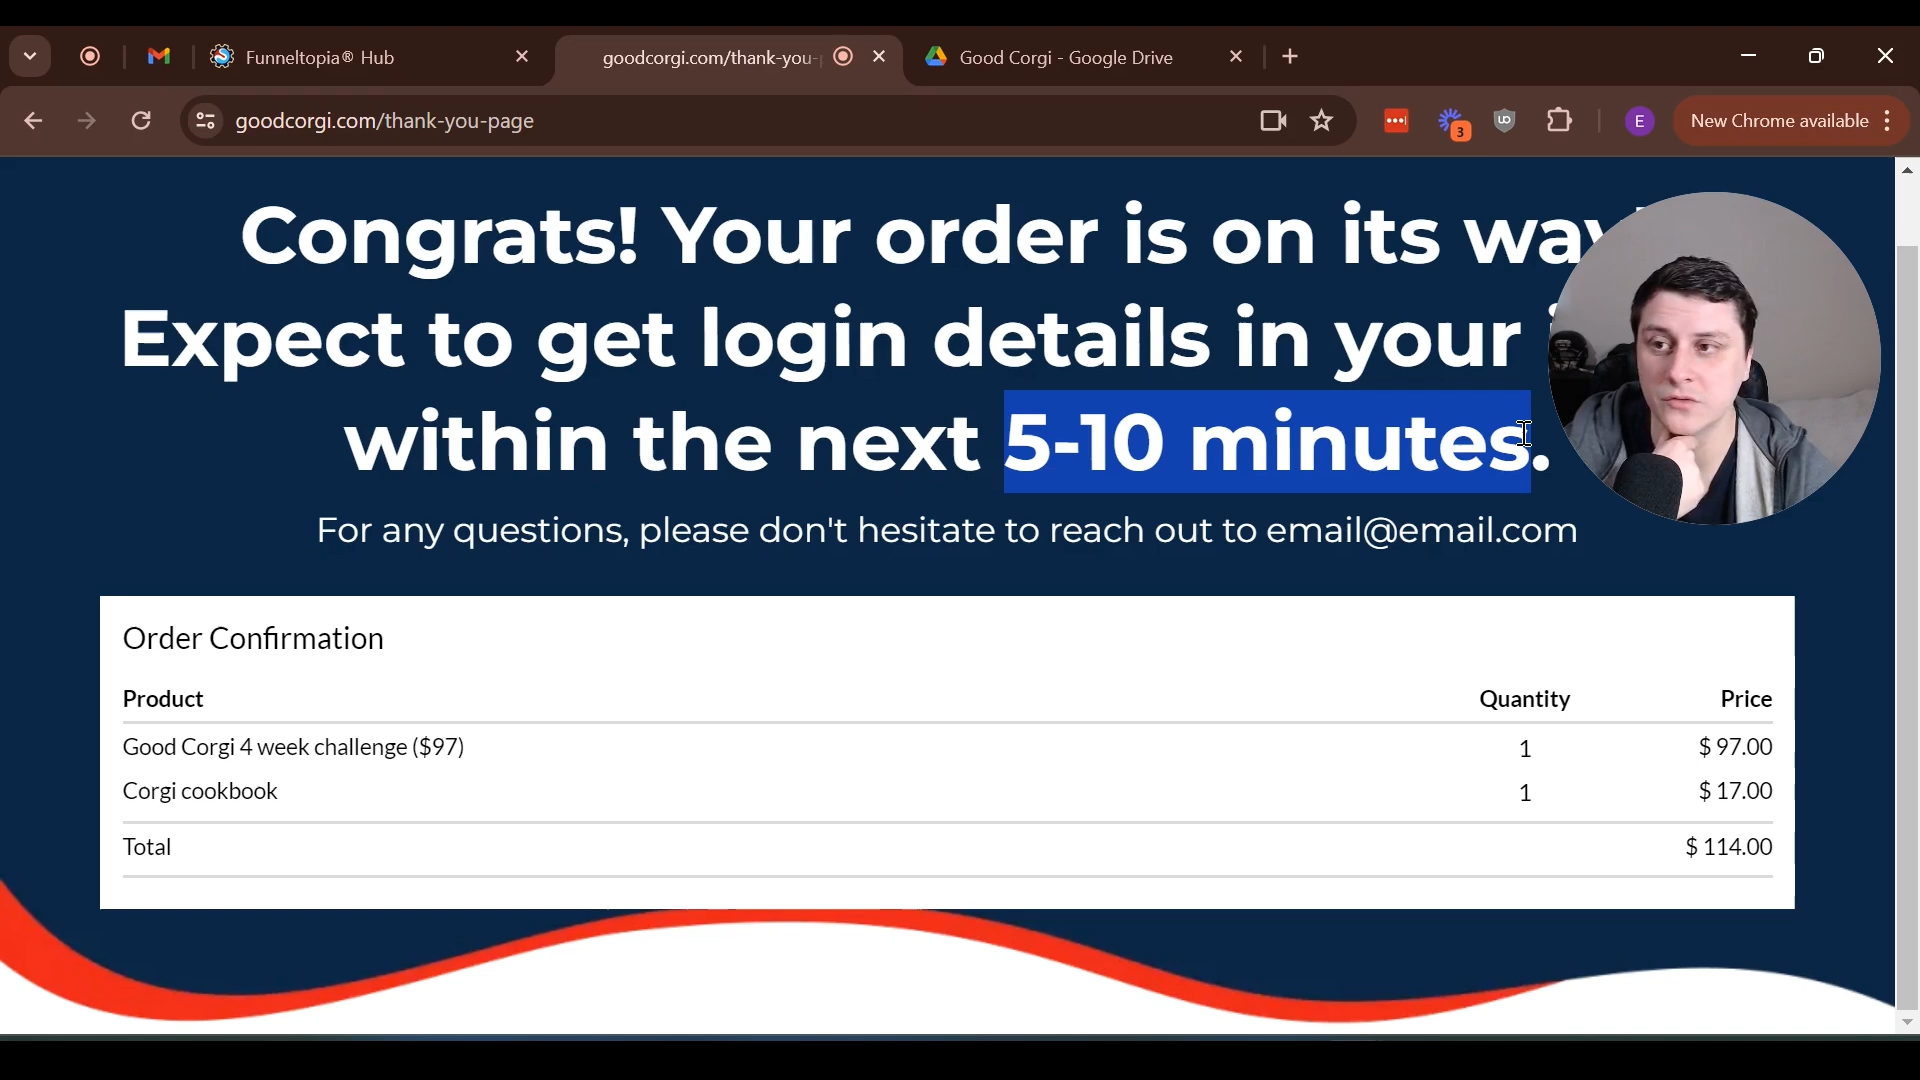 Funneltopia® Hub
goodcorgi.com/thank-you-
Good Corgi - Google Drive
goodcorgi.com/thank-you-page
3
UO
E
New Chrome available
Congrats! Your order is on its way
Expect to get login details in your
within the next 5-10 minutes.
For any questions, please don't hesitate to reach out to email@email.com
Order Confirmation
Product Quantity Price
Good Corgi 4 week challenge ($97) 1 $ 97.00
Corgi cookbook 1 $ 17.00
Total $ 114.00